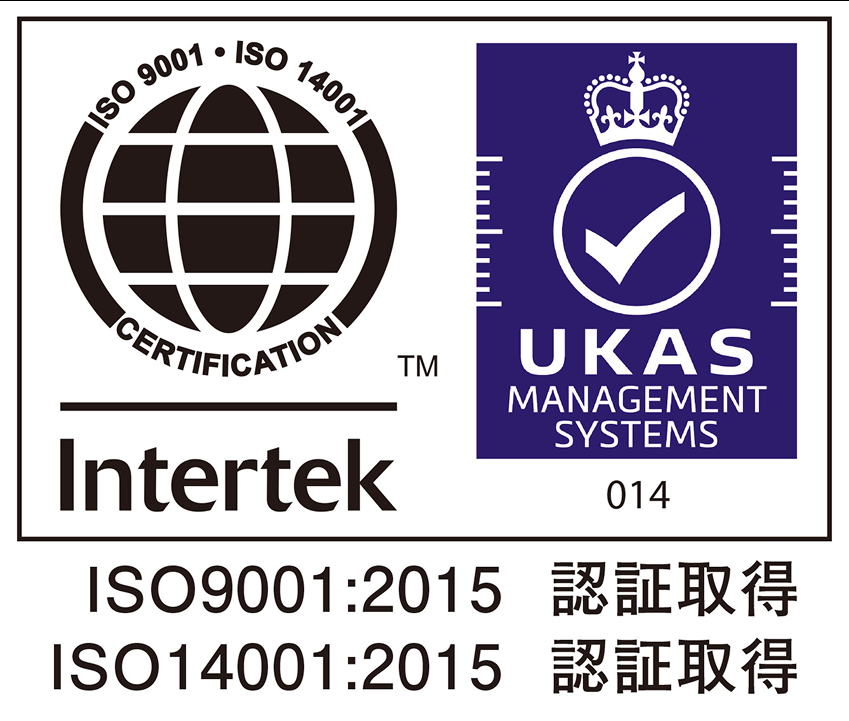 ISO 9001 • ISO 14001
CERTIFICATION
TM
Intertek
UKAS
MANAGEMENT
SYSTEMS
014
ISO9001:2015 認証取得
ISO14001:2015 認証取得